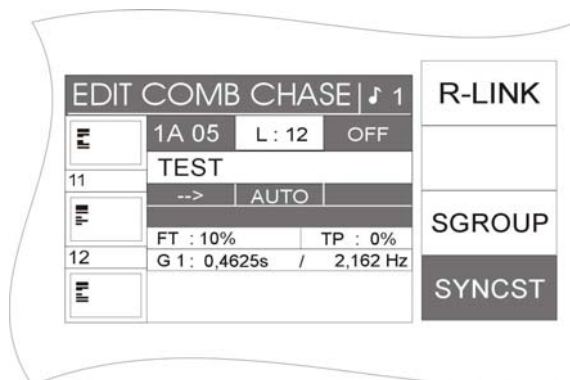 EDIT COMB CHASE | ♪ 1
1A 05 L : 12 OFF
TEST
11
--> AUTO
FT : 10% TP : 0%
12
G 1 : 0,4625s / 2,162 Hz
R-LINK
SGROUP
SYNCST